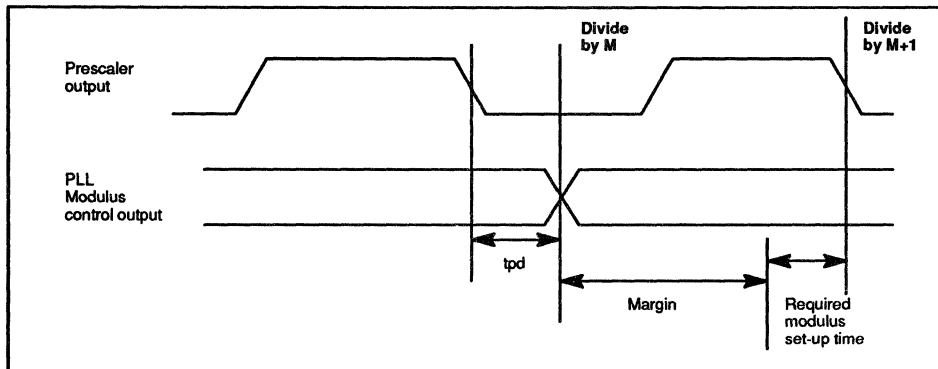 Divide
by M
Divide
by M+1
Prescaler
output
PLL
Modulus
control output
tpd
Margin
Required
modulus
set-up time